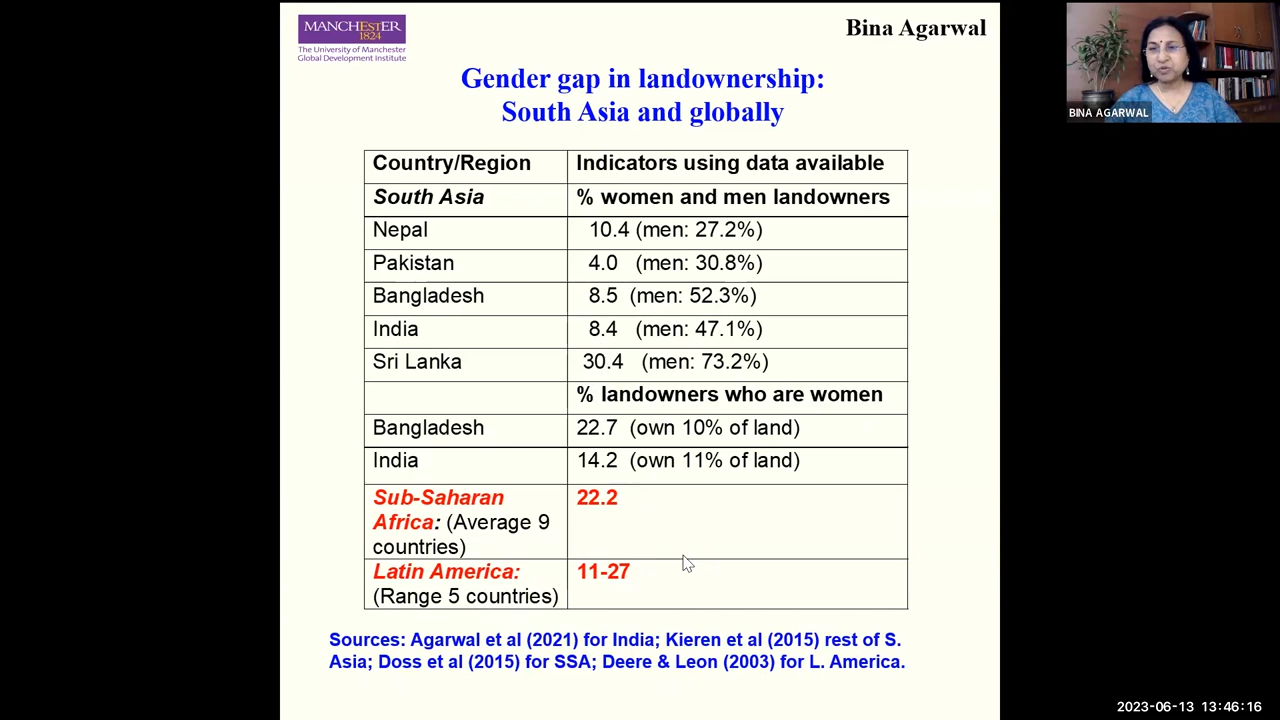 MANCHESTER
1824
The University of Manchester
Global Development Institute
Bina Agarwal
BINA AGARWAL
Gender gap in landownership:
South Asia and globally
Country/Region Indicators using data available
South Asia % women and men landowners
Nepal 10.4 (men: 27.2%)
Pakistan 4.0 (men: 30.8%)
Bangladesh 8.5 (men: 52.3%)
India 8.4 (men: 47.1%)
Sri Lanka 30.4 (men: 73.2%)
% landowners who are women
Bangladesh 22.7 (own 10% of land)
India 14.2 (own 11% of land)
Sub-Saharan 22.2
Africa: (Average 9
countries)
Latin America: 11-27
(Range 5 countries)
Sources: Agarwal et al (2021) for India; Kieren et al (2015) rest of S.
Asia; Doss et al (2015) for SSA; Deere & Leon (2003) for L. America.
2023-06-13 13:46:16